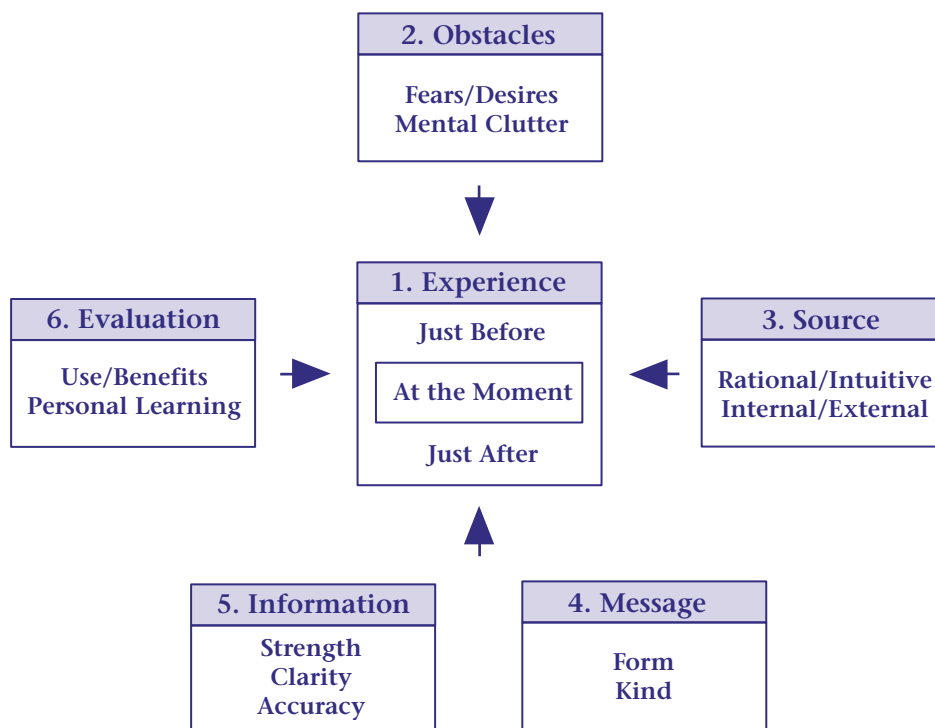 2. Obstacles
Fears/Desires
Mental Clutter
1. Experience
Just Before
At the Moment
Just After
6. Evaluation
Use/Benefits
Personal Learning
3. Source
Rational/Intuitive
Internal/External
5. Information
Strength
Clarity
Accuracy
4. Message
Form
Kind